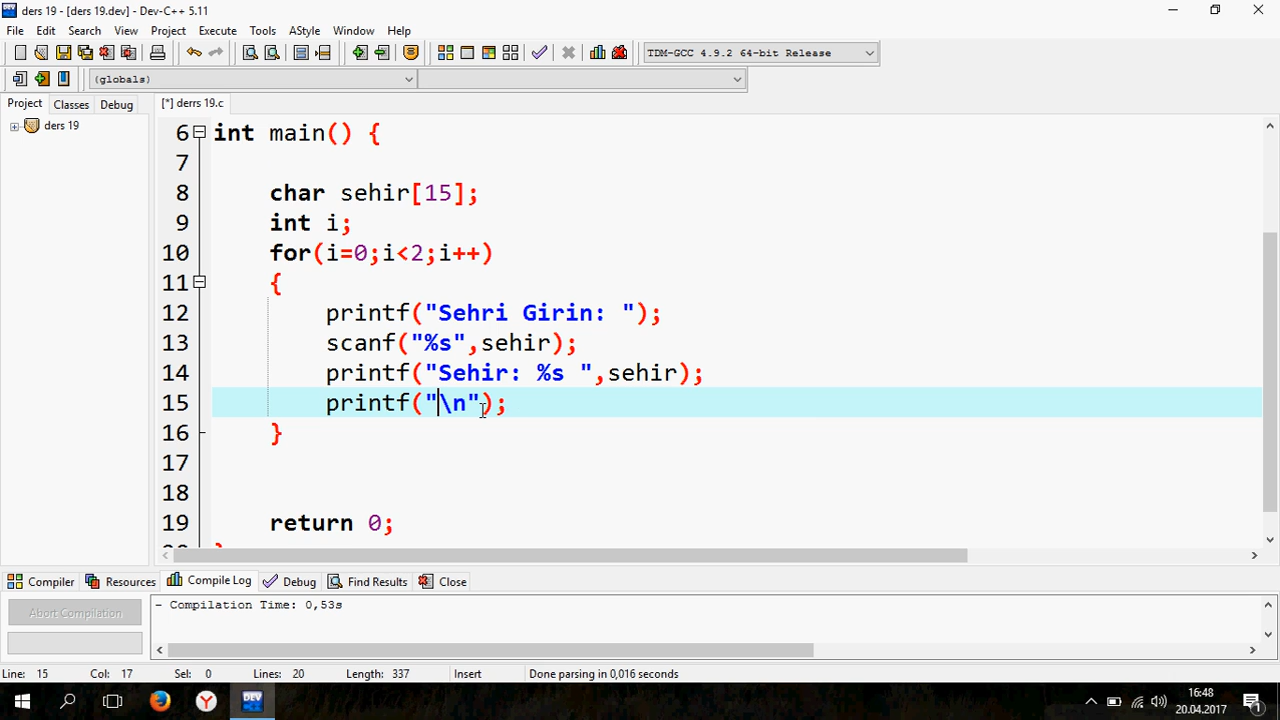 ders 19 - [ders 19.dev] - Dev-C++ 5.11
File Edit Search View Project Execute Tools AStyle Window Help
TDM-GCC 4.9.2 64-bit Release
(globals)
Project Classes Debug
[*] derrs 19.c
ders 19
6 int main() {
7
8 char sehir[15];
9 int i;
10 for(i=0;i<2;i++)
11 {
12 printf("Sehri Girin: ");
13 scanf("%s",sehir);
14 printf("Sehir: %s ",sehir);
15 printf("\n");
16 }
17
18
19 return 0;
Compiler Resources Compile Log Debug Find Results Close
Abort Compilation
- Compilation Time: 0,53s
Line: 15 Col: 17 Sel: 0 Lines: 20 Length: 337 Insert Done parsing in 0,016 seconds
DEV
16:48
20.04.2017